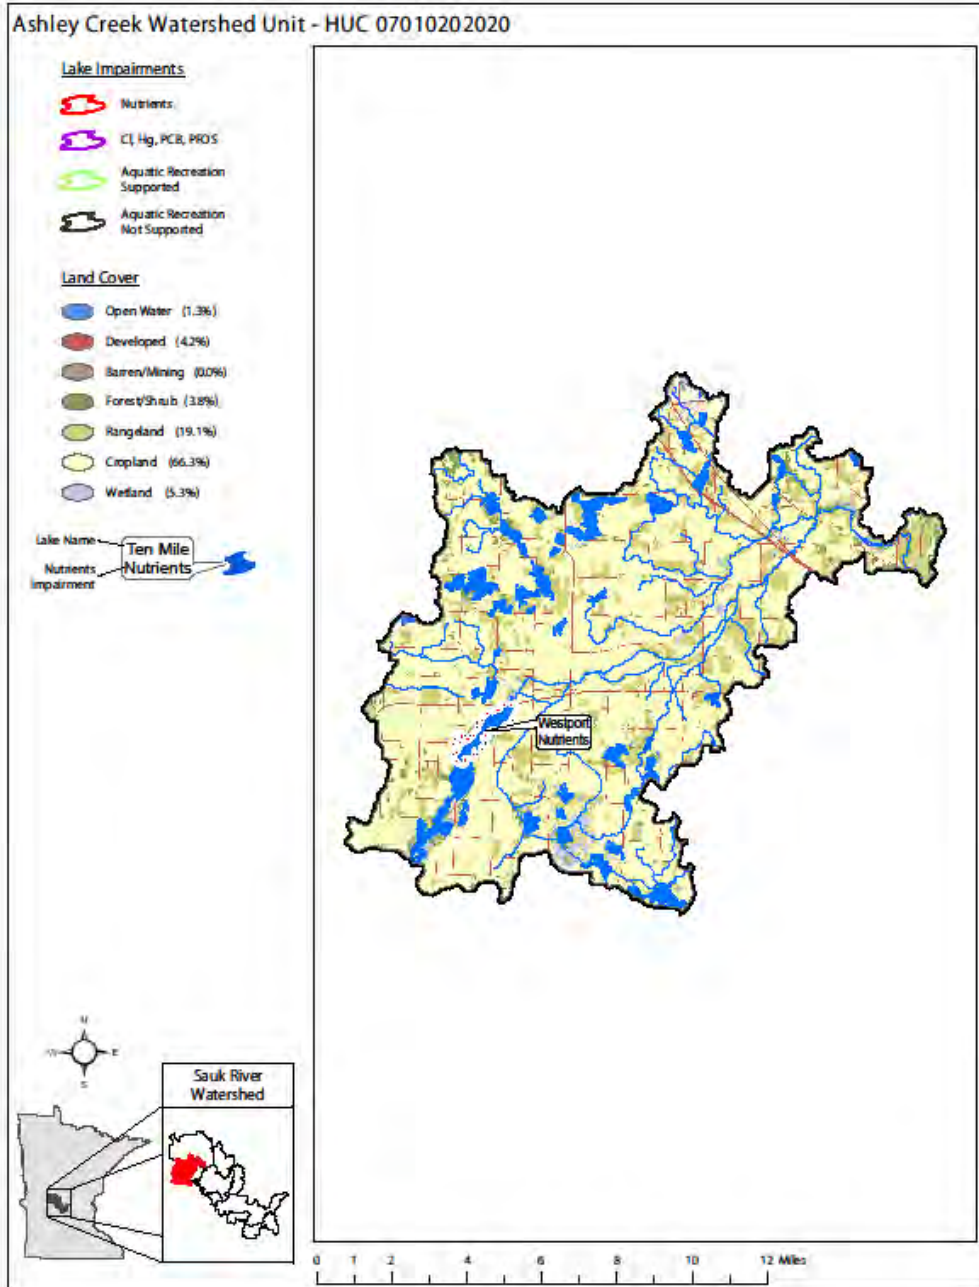 Ashley Creek Watershed Unit - HUC 07010202020
Lake Impairments
Nutrients
Cl, Hg, PCB, PFOS
Aquatic Recreation
Supported
Aquatic Recreation
Not Supported
Land Cover
Open Water (1.3%)
Developed (4.2%)
Barren/Mining (0.0%)
Forest/Shrub (3.8%)
Rangeland (19.1%)
Cropland (66.3%)
Wetland (5.3%)
Lake Name
Nutrients
Impairment
Ten Mile
Nutrients
Westport
Nutrients
N
W
E
S
Sauk River
Watershed
0 1 2 4 6 8 10 12 Miles